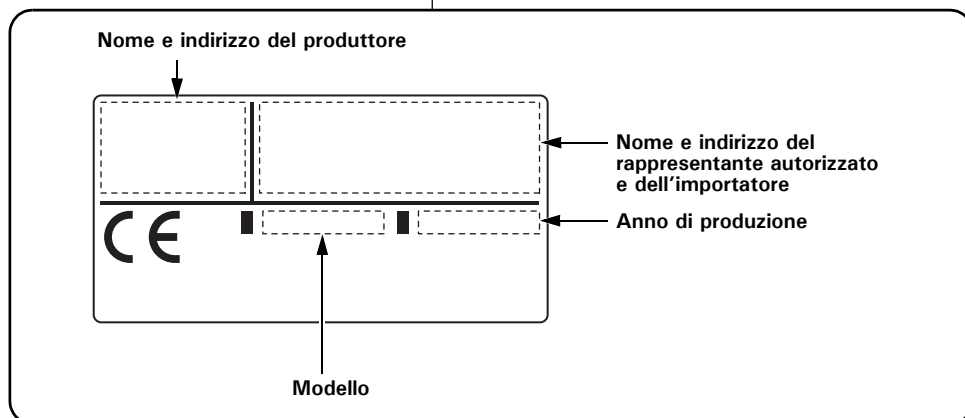 Nome e indirizzo del produttore
Nome e indirizzo del
rappresentante autorizzato
e dell'importatore
CE
Anno di produzione
Modello